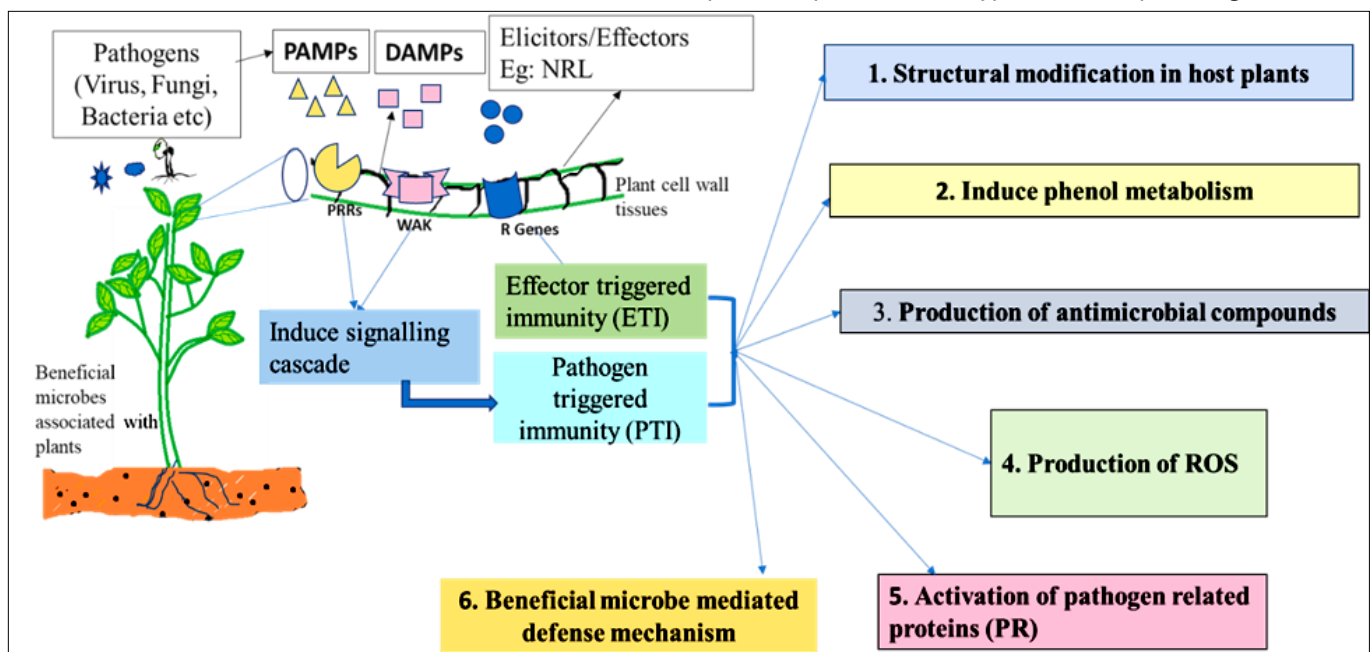 Pathogens
(Virus, Fungi,
Bacteria etc)
PAMPs
DAMPs
Elicitors/Effectors
Eg: NRL
PRRs
WAK
R Genes
Plant cell wall
tissues
Beneficial
microbes
associated with
plants
Induce signalling
cascade
Effector triggered
immunity (ETI)
Pathogen
triggered
immunity (PTI)
1. Structural modification in host plants
2. Induce phenol metabolism
3. Production of antimicrobial compounds
4. Production of ROS
5. Activation of pathogen related
proteins (PR)
6. Beneficial microbe mediated
defense mechanism